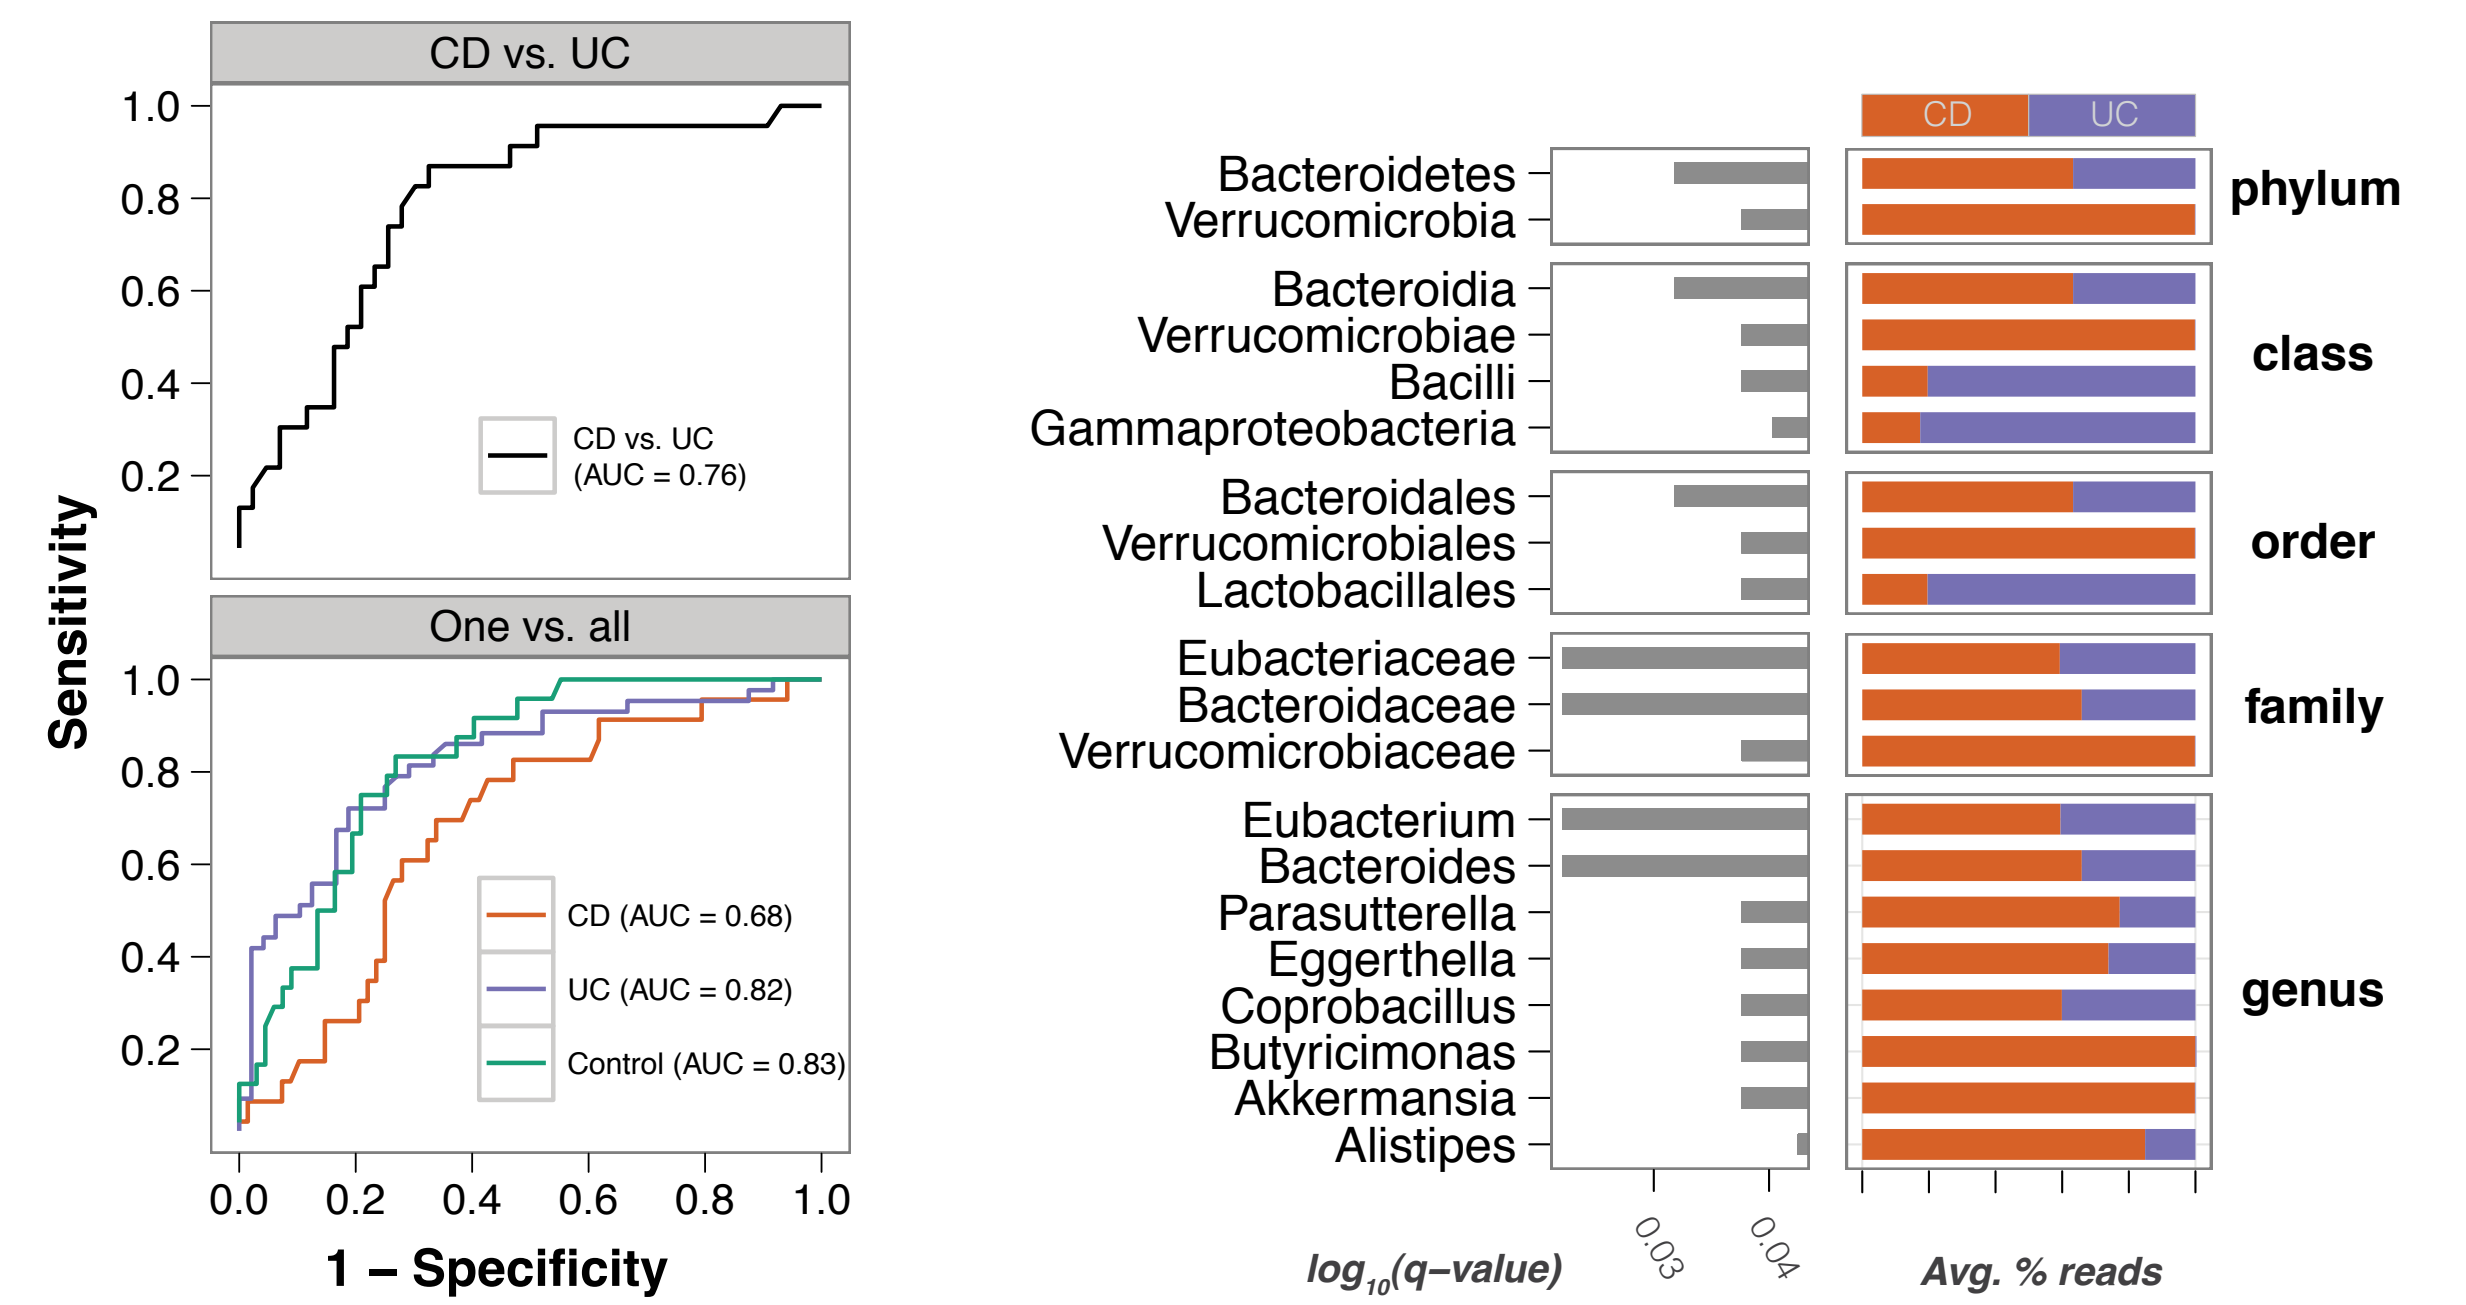 CD vs. UC
1.0
0.8
0.6
0.4
0.2
CD vs. UC
(AUC = 0.76)
Sensitivity
One vs. all
1.0
0.8
0.6
0.4
0.2
CD (AUC = 0.68)
UC (AUC = 0.82)
Control (AUC = 0.83)
0.0 0.2 0.4 0.6 0.8 1.0
1 – Specificity
CD UC
Bacteroidetes
Verrucomicrobia
phylum
Bacteroidia
Verrucomicrobiae
Bacilli
Gammaproteobacteria
class
Bacteroidales
Verrucomicrobiales
Lactobacillales
order
Eubacteriaceae
Bacteroidaceae
Verrucomicrobiaceae
family
Eubacterium
Bacteroides
Parasutterella
Eggerthella
Coprobacillus
Butyricimonas
Akkermansia
Alistipes
genus
0.03 0.04
log10(q–value)
Avg. % reads